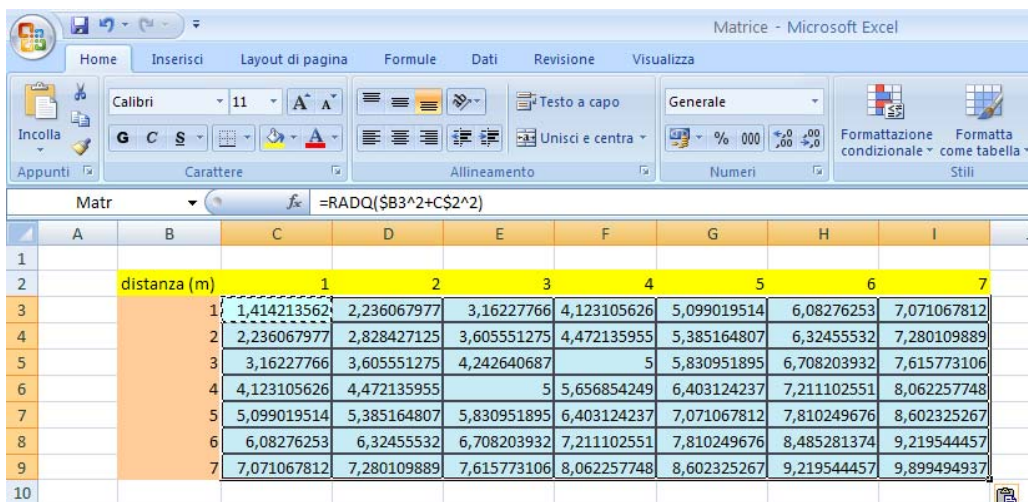 Matrice - Microsoft Excel
Home Inserisci Layout di pagina Formule Dati Revisione Visualizza
Calibri 11 A A Testo a capo Generale
Incolla G C S A Unisci e centra % 000 ,0 ,00 ,00 ,0 Formattazione condizionale Formatta come tabella
Appunti Carattere Allineamento Numeri Stili
Matr fx =RADQ($B3^2+C$2^2)
A B C D E F G H I
1
2 distanza (m) 1 2 3 4 5 6 7
3 1 1,414213562 2,236067977 3,16227766 4,123105626 5,099019514 6,08276253 7,071067812
4 2 2,236067977 2,828427125 3,605551275 4,472135955 5,385164807 6,32455532 7,280109889
5 3 3,16227766 3,605551275 4,242640687 5 5,830951895 6,708203932 7,615773106
6 4 4,123105626 4,472135955 5 5,656854249 6,403124237 7,211102551 8,062257748
7 5 5,099019514 5,385164807 5,830951895 6,403124237 7,071067812 7,810249676 8,602325267
8 6 6,08276253 6,32455532 6,708203932 7,211102551 7,810249676 8,485281374 9,219544457
9 7 7,071067812 7,280109889 7,615773106 8,062257748 8,602325267 9,219544457 9,899494937
10